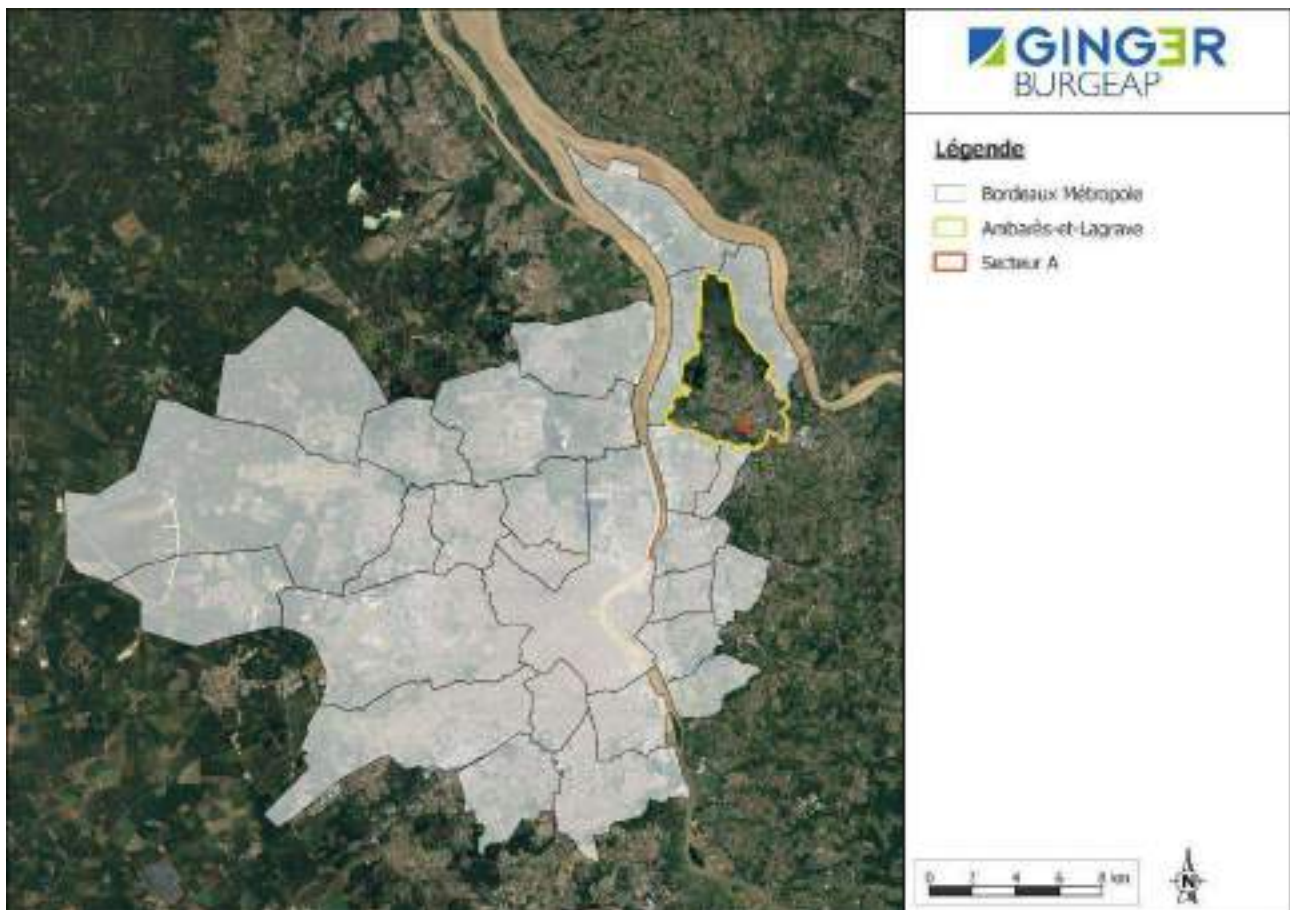 GINGER
BURGEAP
Légende
Bordeaux Métropole
Ambarès-et-Lagrave
Secteur A
0 2 4 6 8 km
N